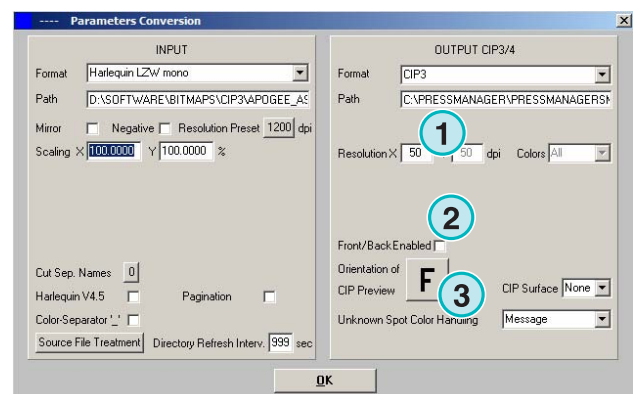 ---- Parameters Conversion
INPUT
Format Harlequin LZW mono
Path D:\SOFTWARE\BITMAPS\CIP3\APOGEE_AS
Mirror Negative Resolution Preset 1200 dpi
Scaling X 100.0000 Y 100.0000 %
Cut Sep. Names 0
Harlequin V4.5 Pagination
Color-Separator '_'
Source File Treatment Directory Refresh Interv. 999 sec
OUTPUT CIP3/4
Format CIP3
Path C:\PRESSMANAGER\PRESSMANAGERS
1
Resolution X 50 50 dpi Colors All
2
Front/Back Enabled
Orientation of
CIP Preview F 3 CIP Surface None
Unknown Spot Color Handling Message
OK